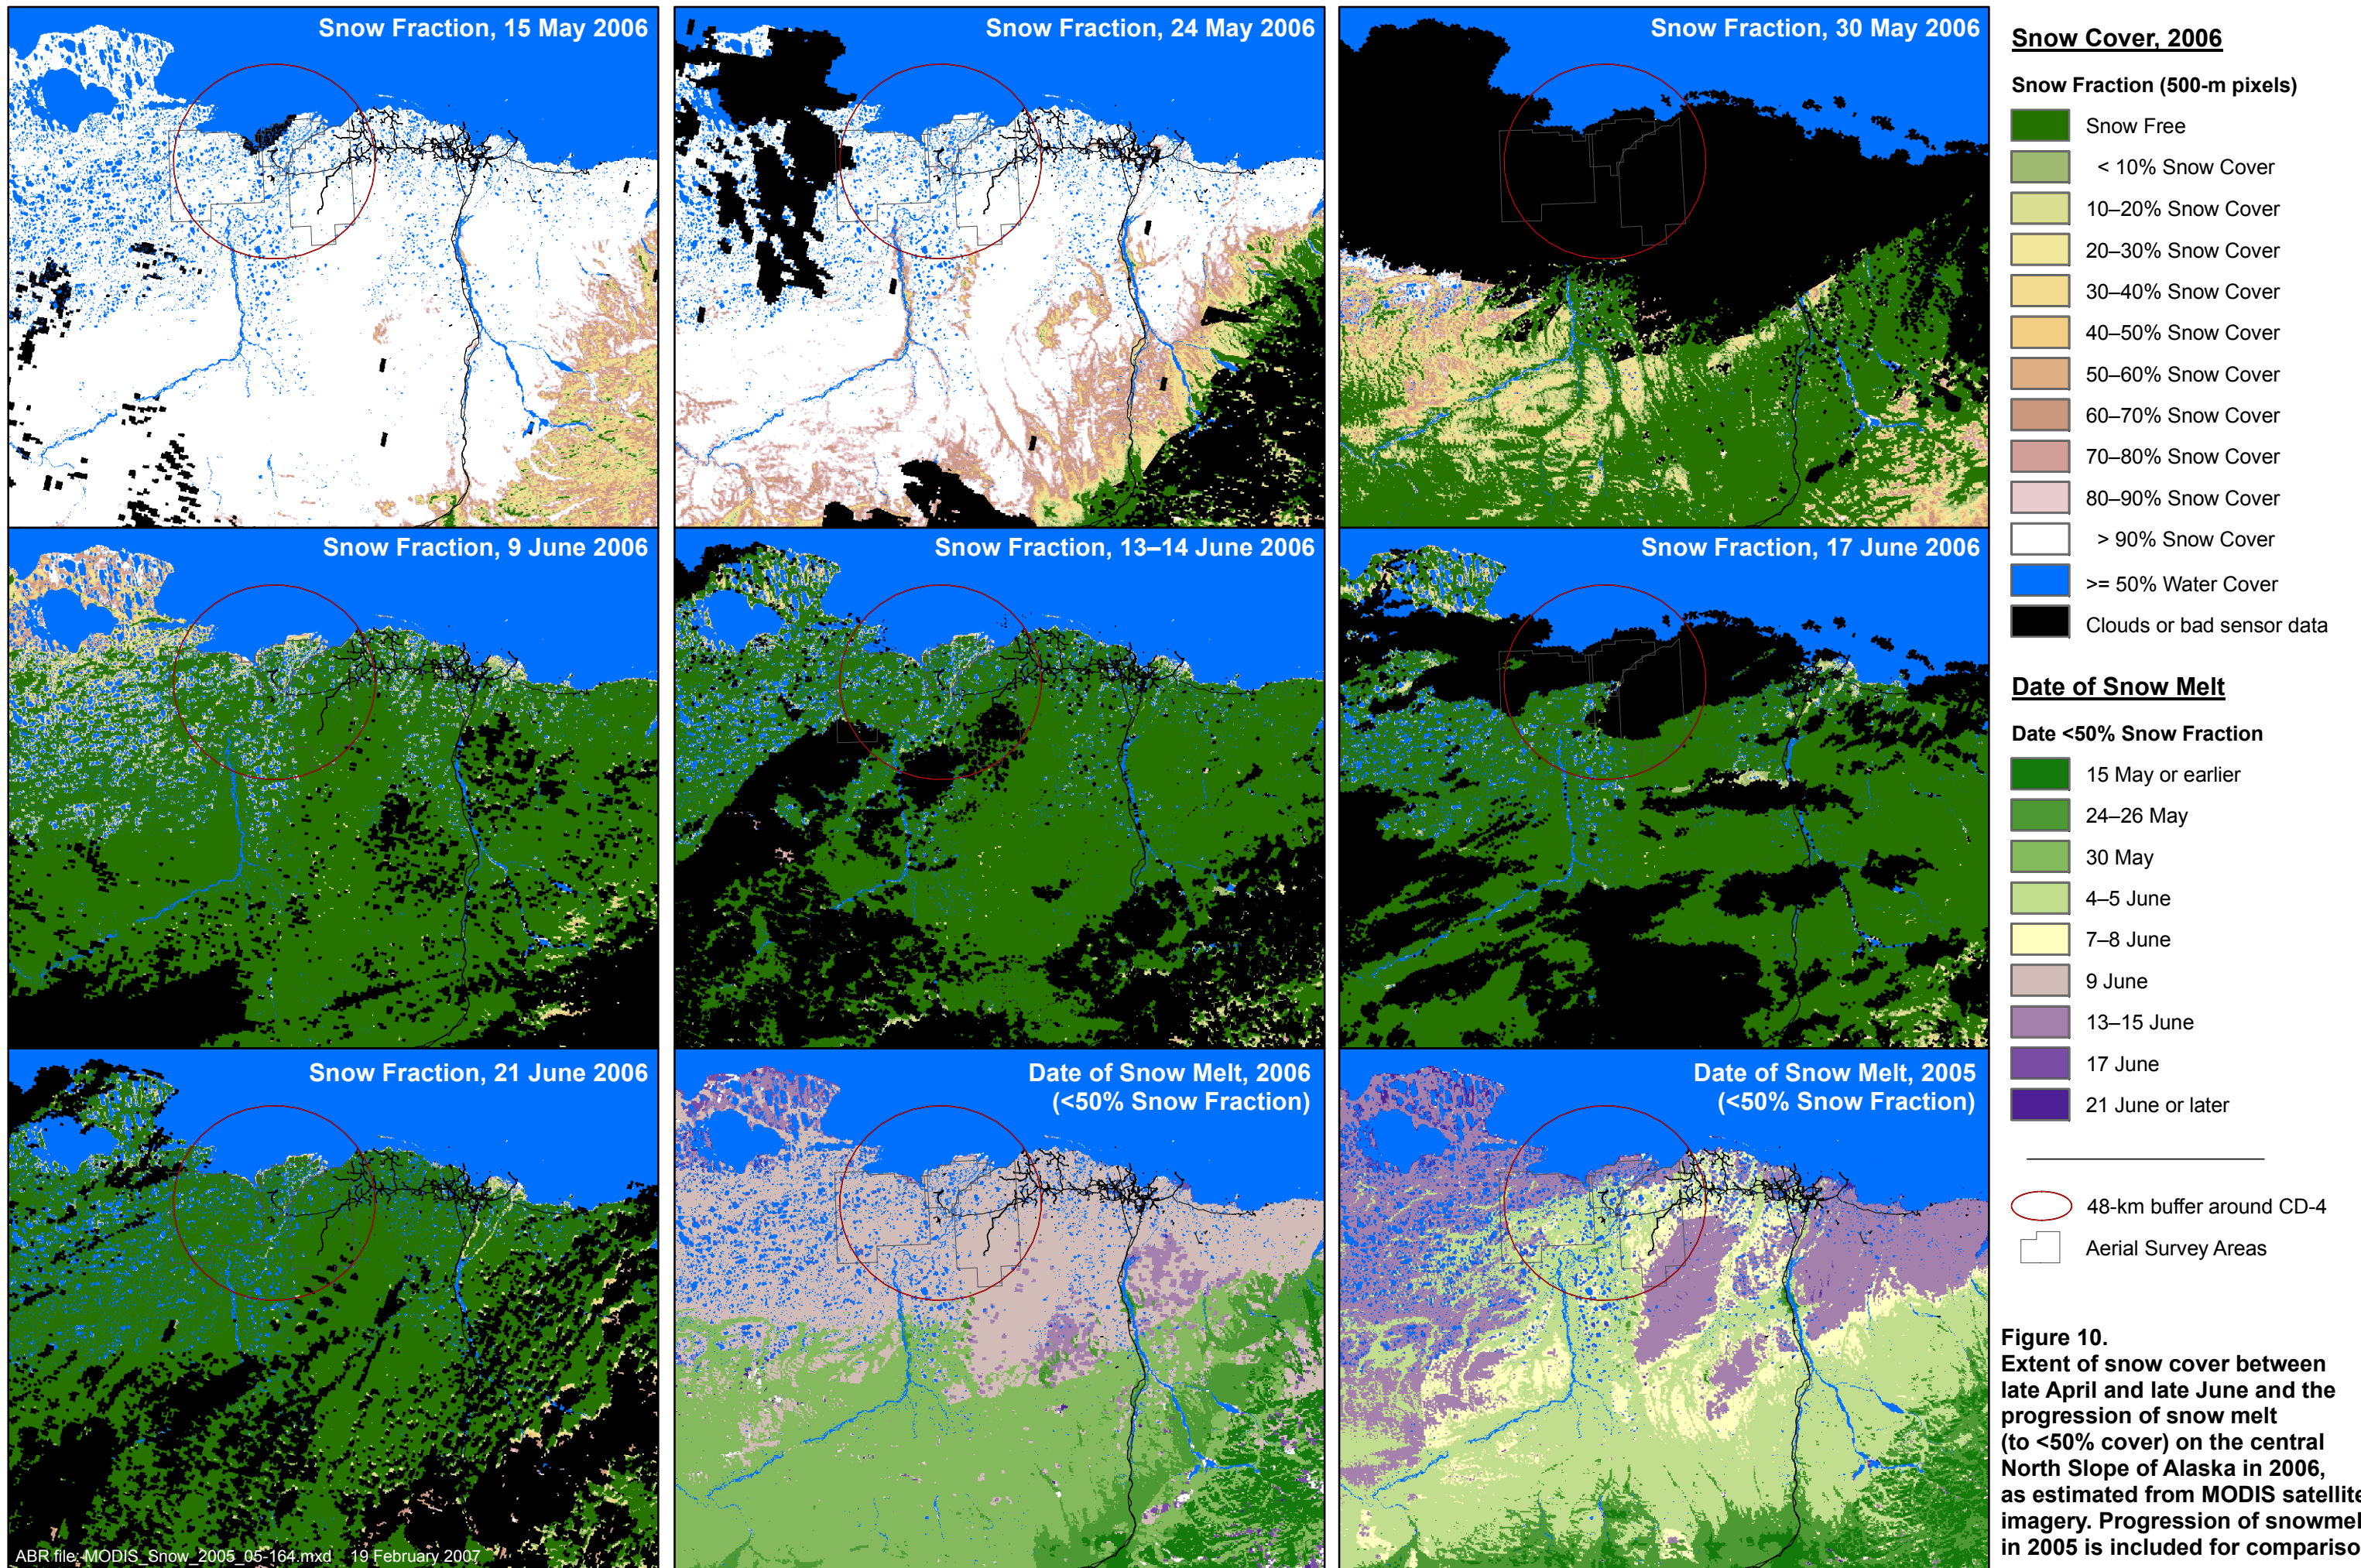 Snow Fraction, 15 May 2006
Snow Fraction, 24 May 2006
Snow Fraction, 30 May 2006
Snow Fraction, 9 June 2006
Snow Fraction, 13–14 June 2006
Snow Fraction, 17 June 2006
Snow Fraction, 21 June 2006
ABR file: MODIS_Snow_2005_05-164.mxd 19 February 2007
Date of Snow Melt, 2006
(<50% Snow Fraction)
Date of Snow Melt, 2005
(<50% Snow Fraction)
Snow Cover, 2006
Snow Fraction (500-m pixels)
Snow Free
< 10% Snow Cover
10–20% Snow Cover
20–30% Snow Cover
30–40% Snow Cover
40–50% Snow Cover
50–60% Snow Cover
60–70% Snow Cover
70–80% Snow Cover
80–90% Snow Cover
> 90% Snow Cover
>= 50% Water Cover
Clouds or bad sensor data
Date of Snow Melt
Date <50% Snow Fraction
15 May or earlier
24–26 May
30 May
4–5 June
7–8 June
9 June
13–15 June
17 June
21 June or later
48-km buffer around CD-4
Aerial Survey Areas
Figure 10.
Extent of snow cover between
late April and late June and the
progression of snow melt
(to <50% cover) on the central
North Slope of Alaska in 2006,
as estimated from MODIS satellite
imagery. Progression of snowmel
in 2005 is included for compariso